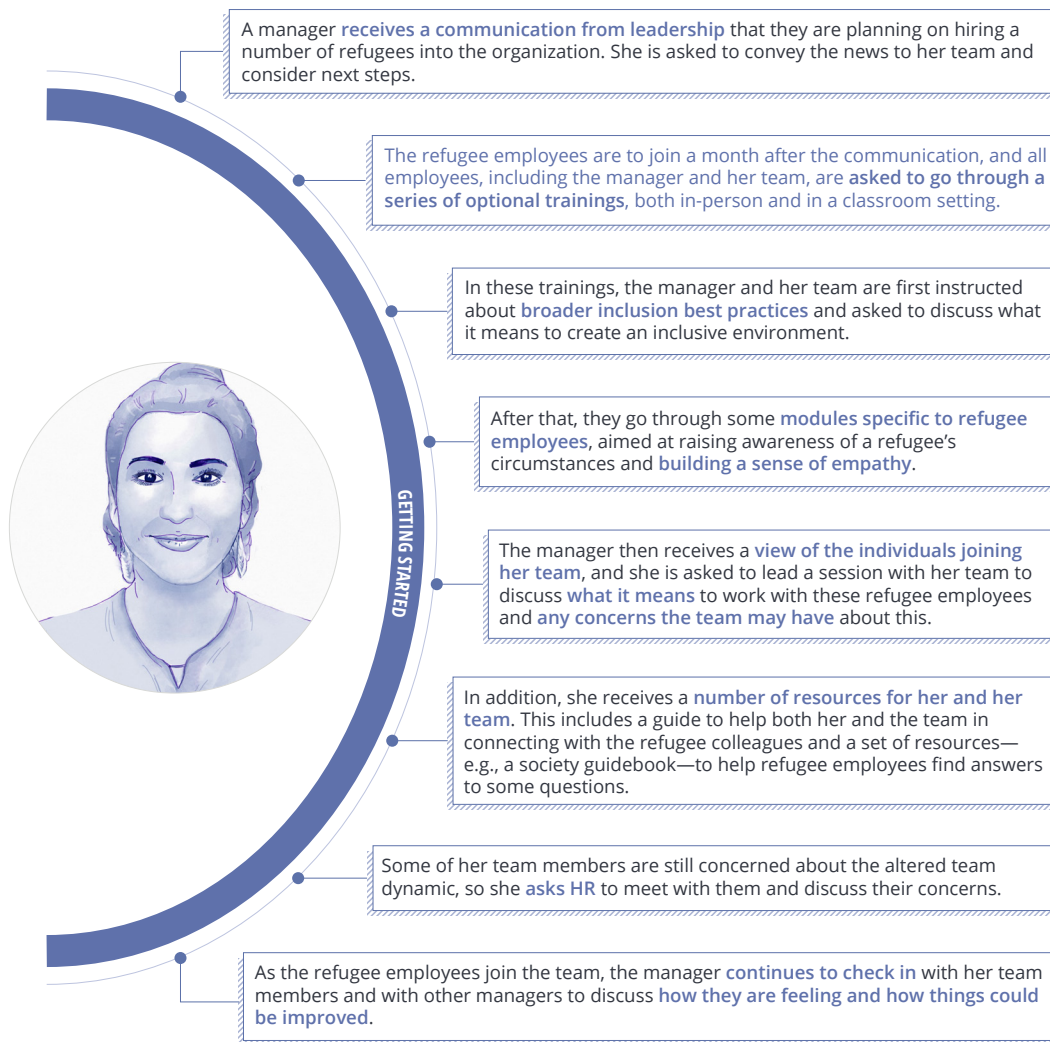 A manager receives a communication from leadership that they are planning on hiring a
number of refugees into the organization. She is asked to convey the news to her team and
consider next steps.
The refugee employees are to join a month after the communication, and all
employees, including the manager and her team, are asked to go through a
series of optional trainings, both in-person and in a classroom setting.
In these trainings, the manager and her team are first instructed
about broader inclusion best practices and asked to discuss what
it means to create an inclusive environment.
After that, they go through some modules specific to refugee
employees, aimed at raising awareness of a refugee’s
circumstances and building a sense of empathy.
GETTING STARTED
The manager then receives a view of the individuals joining
her team, and she is asked to lead a session with her team to
discuss what it means to work with these refugee employees
and any concerns the team may have about this.
In addition, she receives a number of resources for her and her
team. This includes a guide to help both her and the team in
connecting with the refugee colleagues and a set of resources—
e.g., a society guidebook—to help refugee employees find answers
to some questions.
Some of her team members are still concerned about the altered team
dynamic, so she asks HR to meet with them and discuss their concerns.
As the refugee employees join the team, the manager continues to check in with her team
members and with other managers to discuss how they are feeling and how things could
be improved.